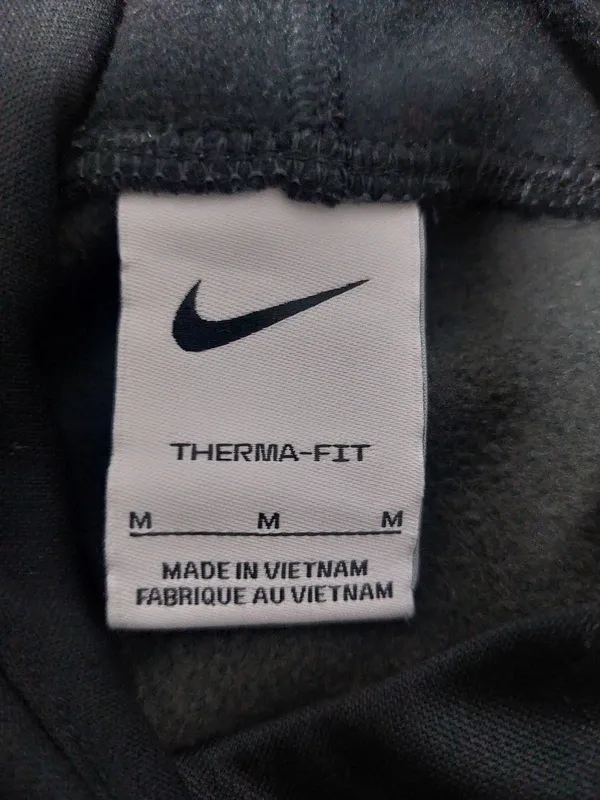 THERMA-FIT
M M M
MADE IN VIETNAM
FABRIQUE AU VIETNAM